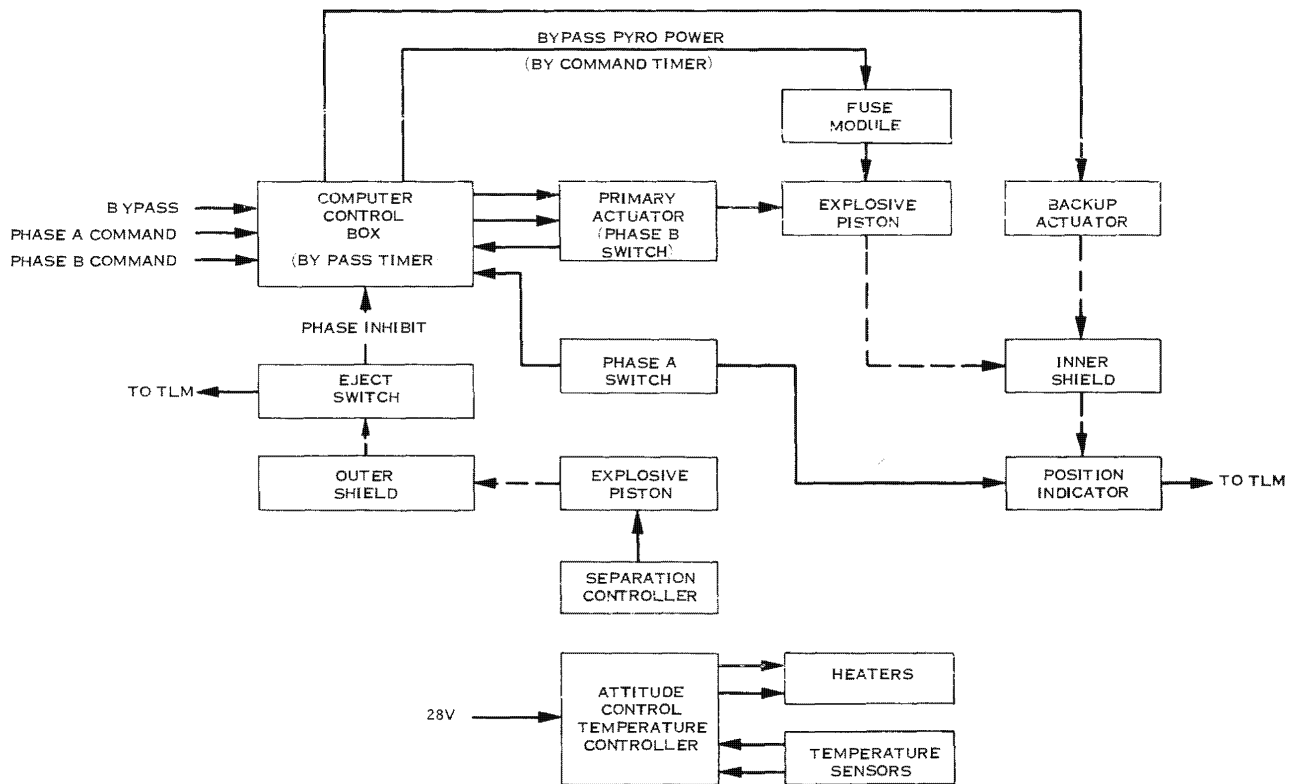 BYPASS PYRO POWER
(BY COMMAND TIMER)
FUSE
MODULE
BYPASS
PHASE A COMMAND
PHASE B COMMAND
COMPUTER
CONTROL
BOX
(BY PASS TIMER
PRIMARY
ACTUATOR
(PHASE B
SWITCH)
EXPLOSIVE
PISTON
BACKUP
ACTUATOR
PHASE INHIBIT
TO TLM
EJECT
SWITCH
PHASE A
SWITCH
INNER
SHIELD
OUTER
SHIELD
EXPLOSIVE
PISTON
POSITION
INDICATOR
TO TLM
SEPARATION
CONTROLLER
28V
ATTITUDE
CONTROL
TEMPERATURE
CONTROLLER
HEATERS
TEMPERATURE
SENSORS